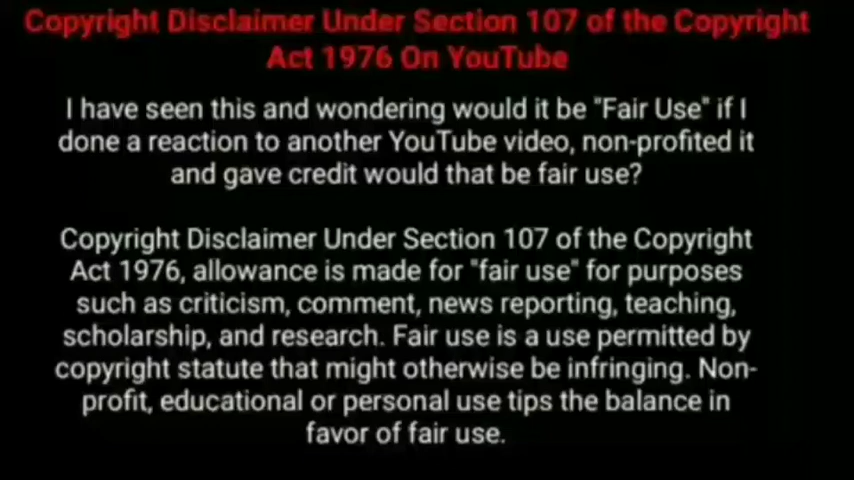 Copyright Disclaimer Under Section 107 of the Copyright
Act 1976 On YouTube
I have seen this and wondering would it be "Fair Use" if I
done a reaction to another YouTube video, non-profited it
and gave credit would that be fair use?
Copyright Disclaimer Under Section 107 of the Copyright
Act 1976, allowance is made for "fair use" for purposes
such as criticism, comment, news reporting, teaching,
scholarship, and research. Fair use is a use permitted by
copyright statute that might otherwise be infringing. Non-
profit, educational or personal use tips the balance in
favor of fair use.